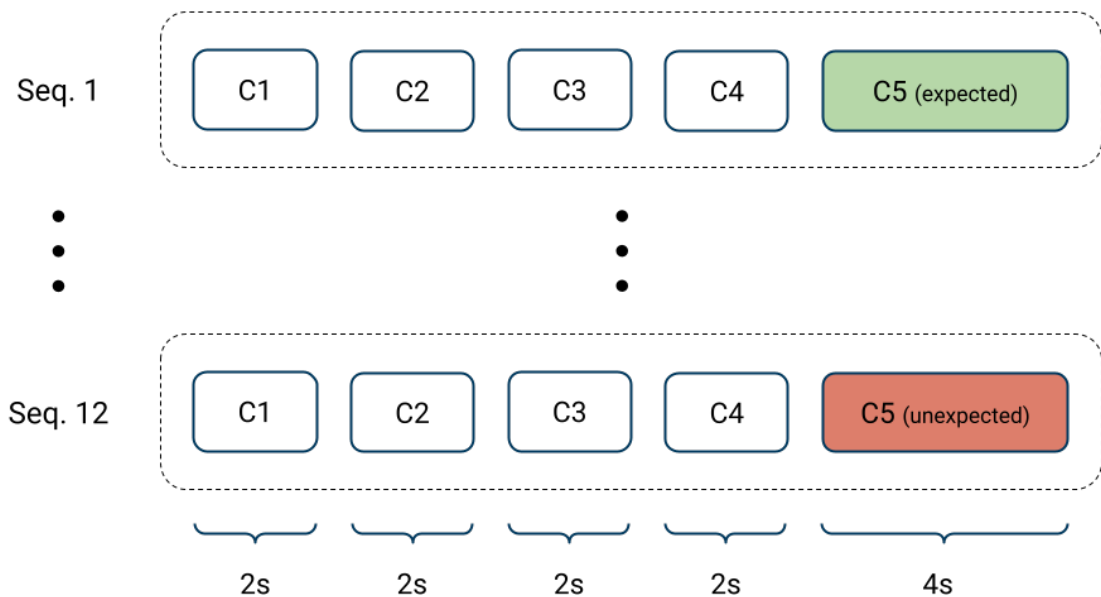 Seq. 1 C1 C2 C3 C4 C5 (expected)
Seq. 12 C1 C2 C3 C4 C5 (unexpected)
2s 2s 2s 2s 4s